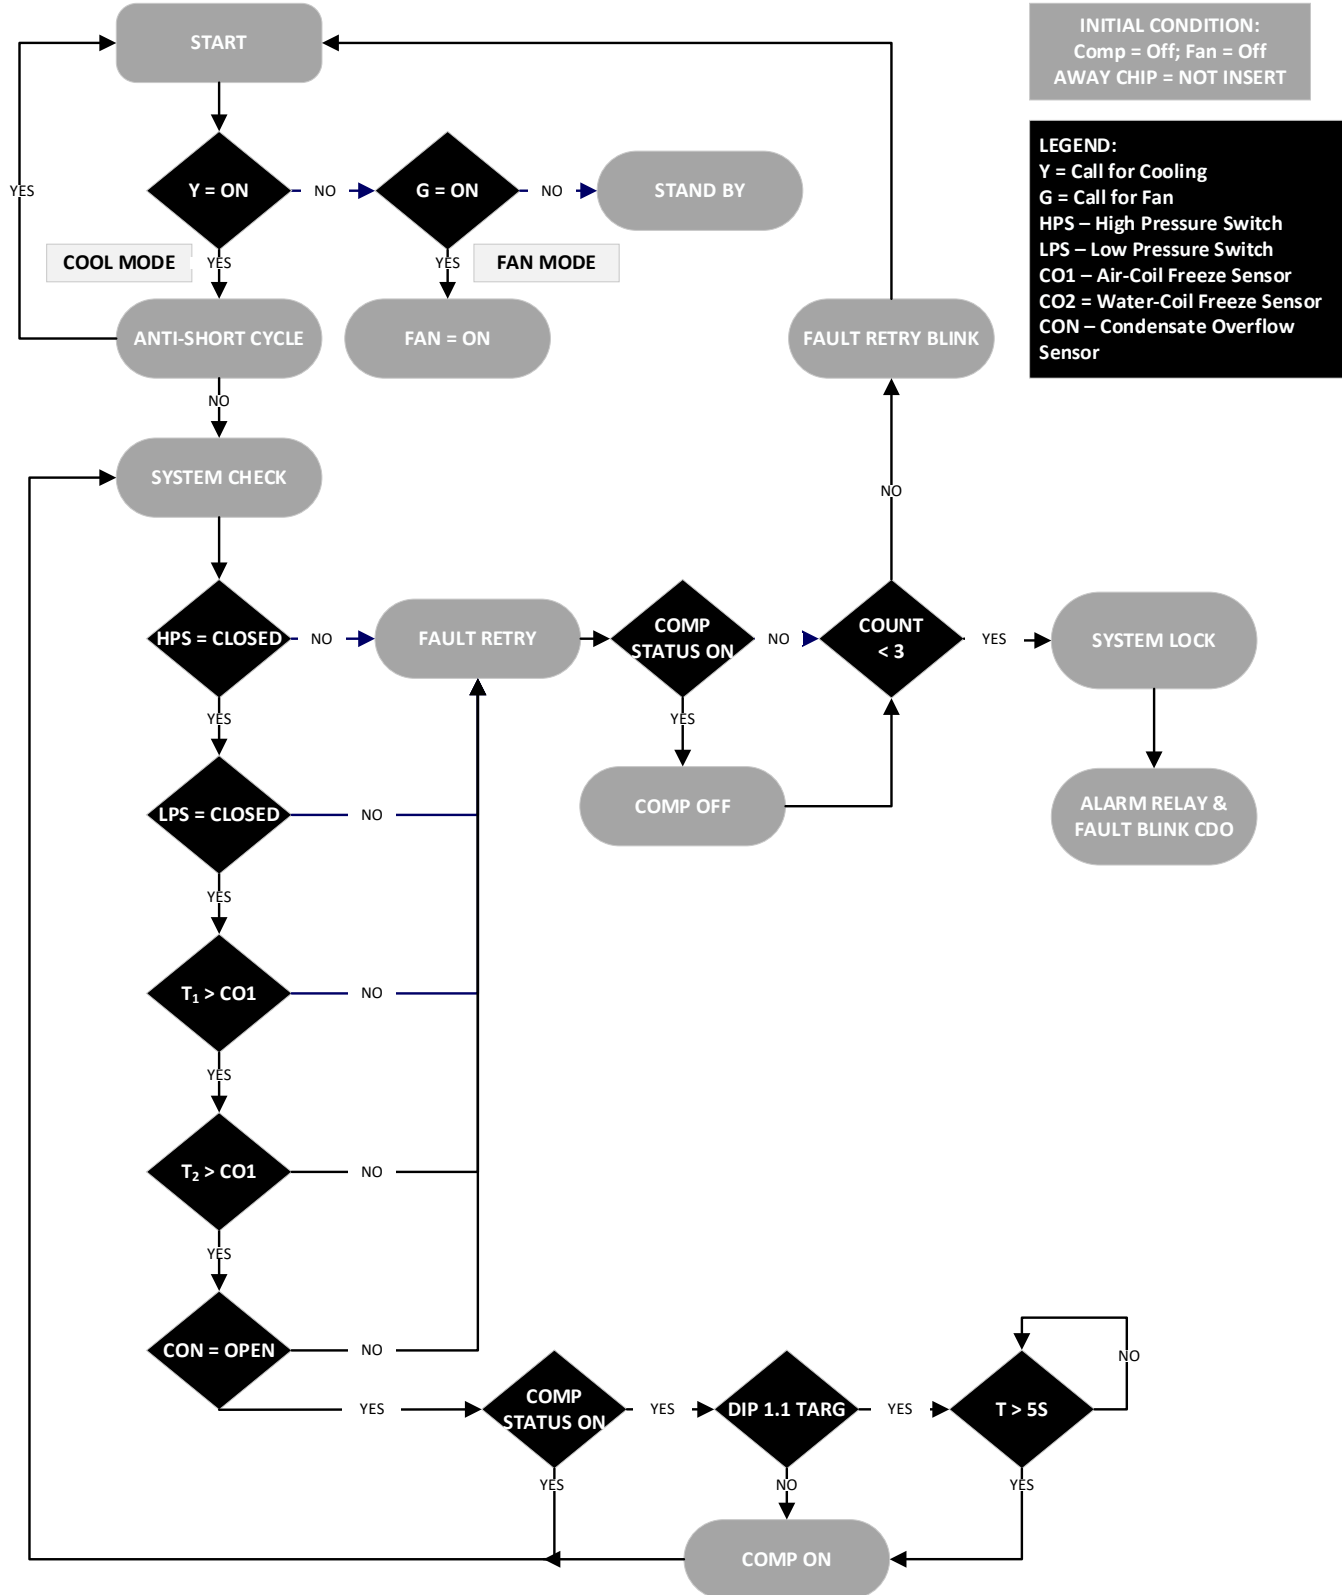 START
INITIAL CONDITION:
Comp = Off; Fan = Off
AWAY CHIP = NOT INSERT
LEGEND:
Y = Call for Cooling
G = Call for Fan
HPS – High Pressure Switch
LPS – Low Pressure Switch
CO1 – Air-Coil Freeze Sensor
CO2 = Water-Coil Freeze Sensor
CON – Condensate Overflow
Sensor
YES
Y = ON
NO
G = ON
NO
STAND BY
COOL MODE
YES
YES
FAN MODE
ANTI-SHORT CYCLE
FAN = ON
FAULT RETRY BLINK
NO
SYSTEM CHECK
NO
HPS = CLOSED
NO
FAULT RETRY
COMP
STATUS ON
NO
COUNT
< 3
YES
SYSTEM LOCK
YES
YES
LPS = CLOSED
NO
COMP OFF
ALARM RELAY &
FAULT BLINK CDO
YES
T₁ > CO1
NO
YES
T₂ > CO1
NO
YES
CON = OPEN
NO
NO
YES
COMP
STATUS ON
YES
DIP 1.1 TARG
YES
T > 5S
YES
NO
YES
COMP ON